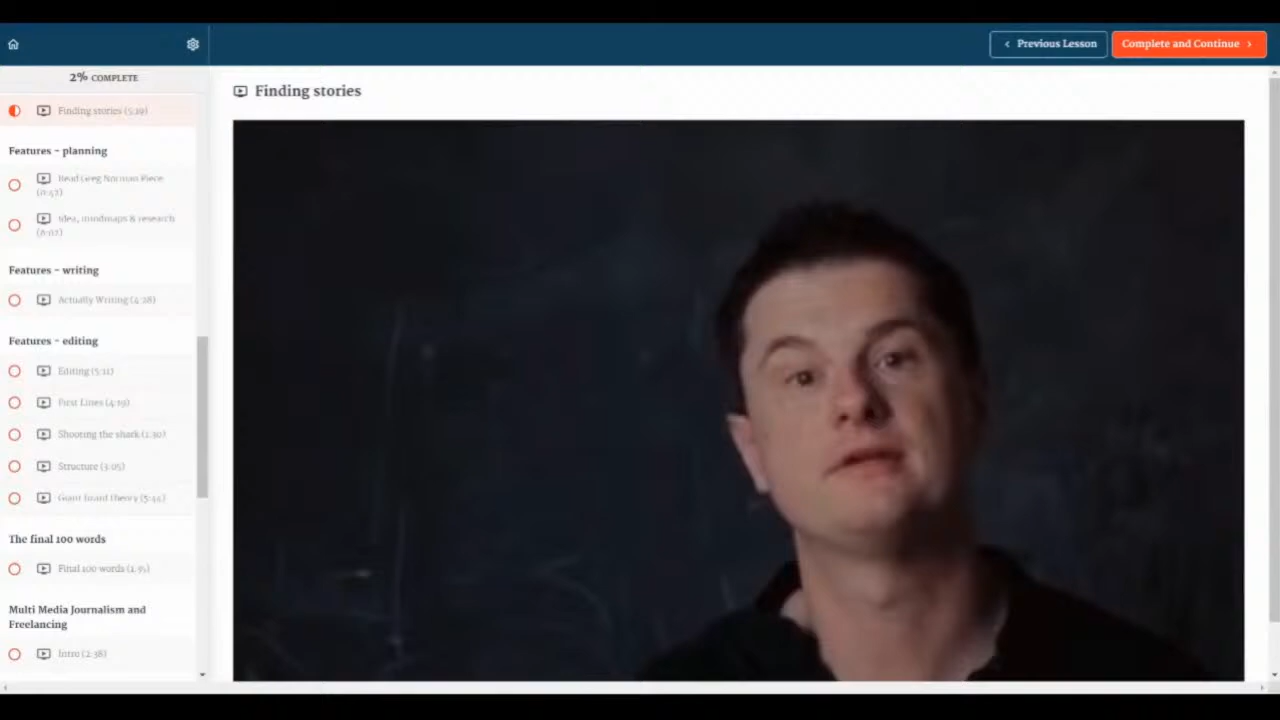 Previous Lesson
Complete and Continue
2% COMPLETE
Finding stories
Finding stories (5:19)
Features - planning
Read Greg Norman Piece
Idea, mindmaps & research
Features - writing
Actually Writing (4:28)
Features - editing
Editing (5:11)
First Lines (4:19)
Shooting the shark (1:30)
Structure (3:05)
Giant lizard theory (5:44)
The final 100 words
Final 100 words (1:35)
Multi Media Journalism and
Freelancing
Intro (2:38)